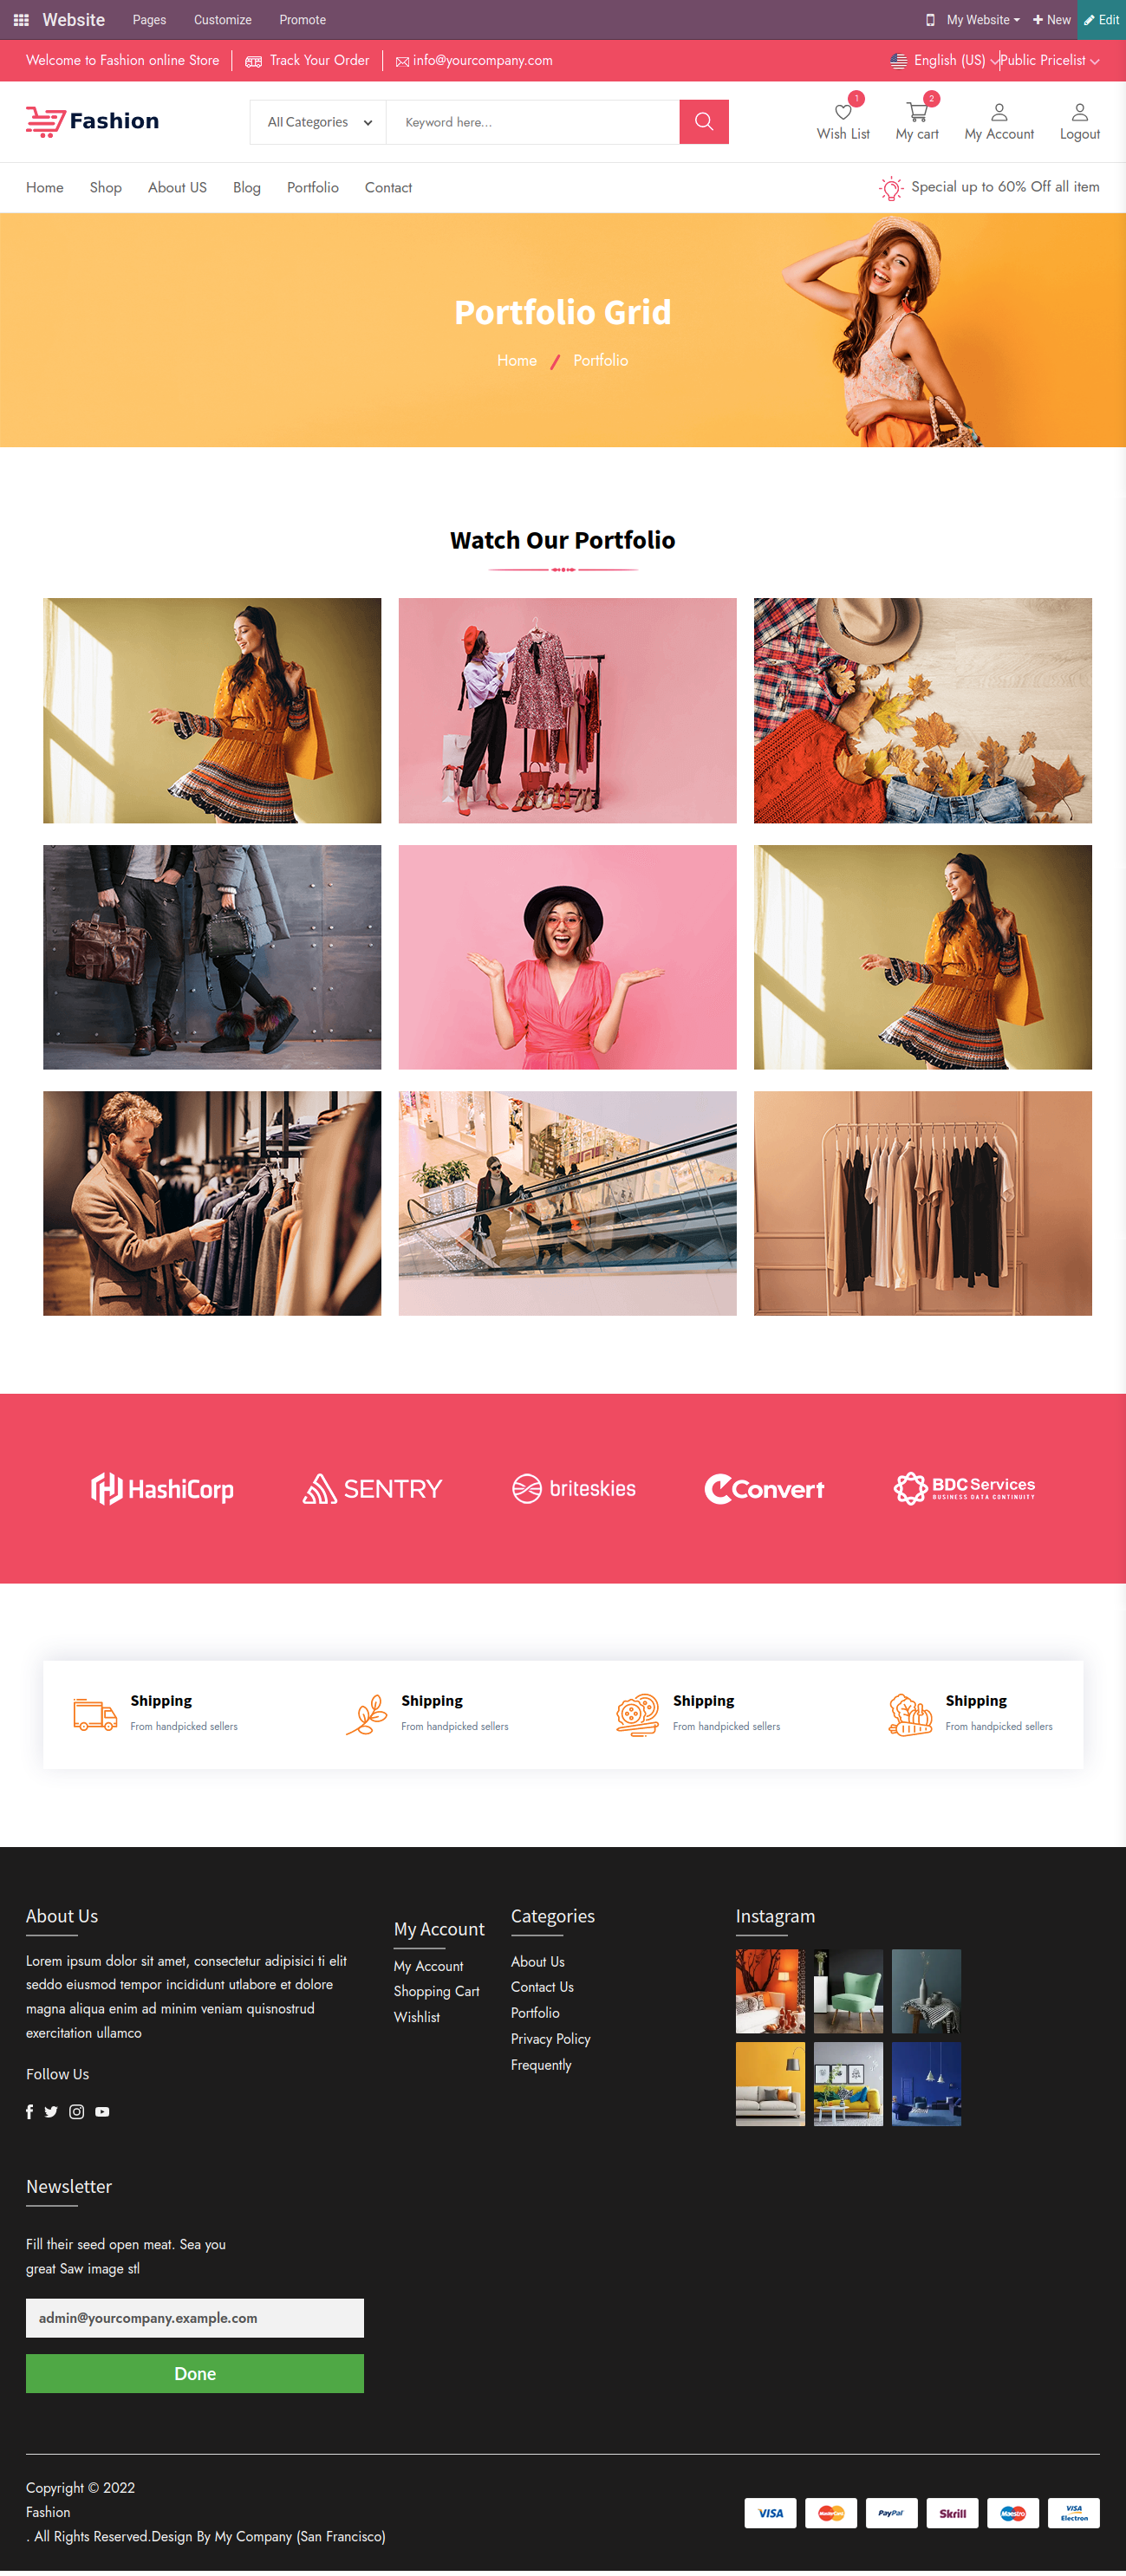 Website Pages Customize Promote My Website New Edit
Welcome to Fashion online Store Track Your Order info@yourcompany.com English (US) Public Pricelist
Fashion All Categories Keyword here... 1 Wish List 2 My cart My Account Logout
Home Shop About US Blog Portfolio Contact Special up to 60% Off all item
Portfolio Grid
Home / Portfolio
Watch Our Portfolio
HashiCorp SENTRY briteskies Convert BDC Services
BUSINESS DATA CONTINUITY
Shipping Shipping Shipping Shipping
From handpicked sellers From handpicked sellers From handpicked sellers From handpicked sellers
About Us
Lorem ipsum dolor sit amet, consectetur adipisici ti elit
seddo eiusmod tempor incididunt utlabore et dolore
magna aliqua enim ad minim veniam quisnostrud
exercitation ullamco
Follow Us
My Account
My Account
Shopping Cart
Wishlist
Categories
About Us
Contact Us
Portfolio
Privacy Policy
Frequently
Instagram
Newsletter
Fill their seed open meat. Sea you
great Saw image stl
admin@yourcompany.example.com
Done
Copyright © 2022
Fashion
. All Rights Reserved.Design By My Company (San Francisco)
VISA MasterCard PayPal Skrill Maestro VISA Electron